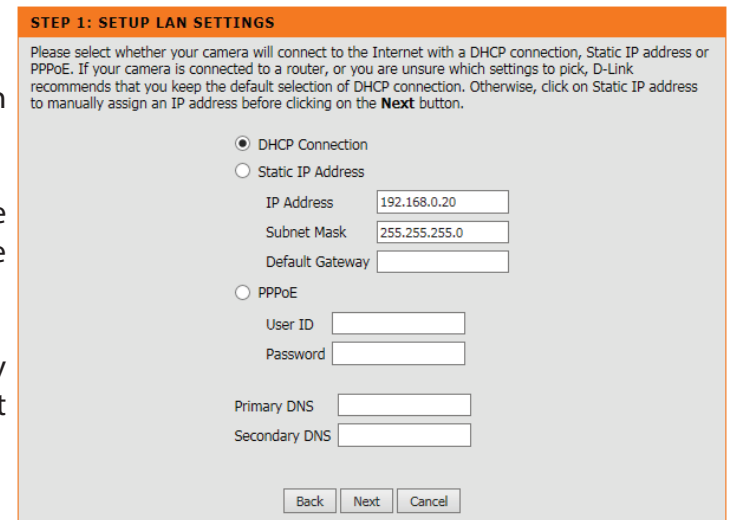 STEP 1: SETUP LAN SETTINGS
Please select whether your camera will connect to the Internet with a DHCP connection, Static IP address or
PPPoE. If your camera is connected to a router, or you are unsure which settings to pick, D-Link
recommends that you keep the default selection of DHCP connection. Otherwise, click on Static IP address
to manually assign an IP address before clicking on the Next button.
DHCP Connection
Static IP Address
IP Address 192.168.0.20
Subnet Mask 255.255.255.0
Default Gateway
PPPoE
User ID
Password
Primary DNS
Secondary DNS
Back Next Cancel